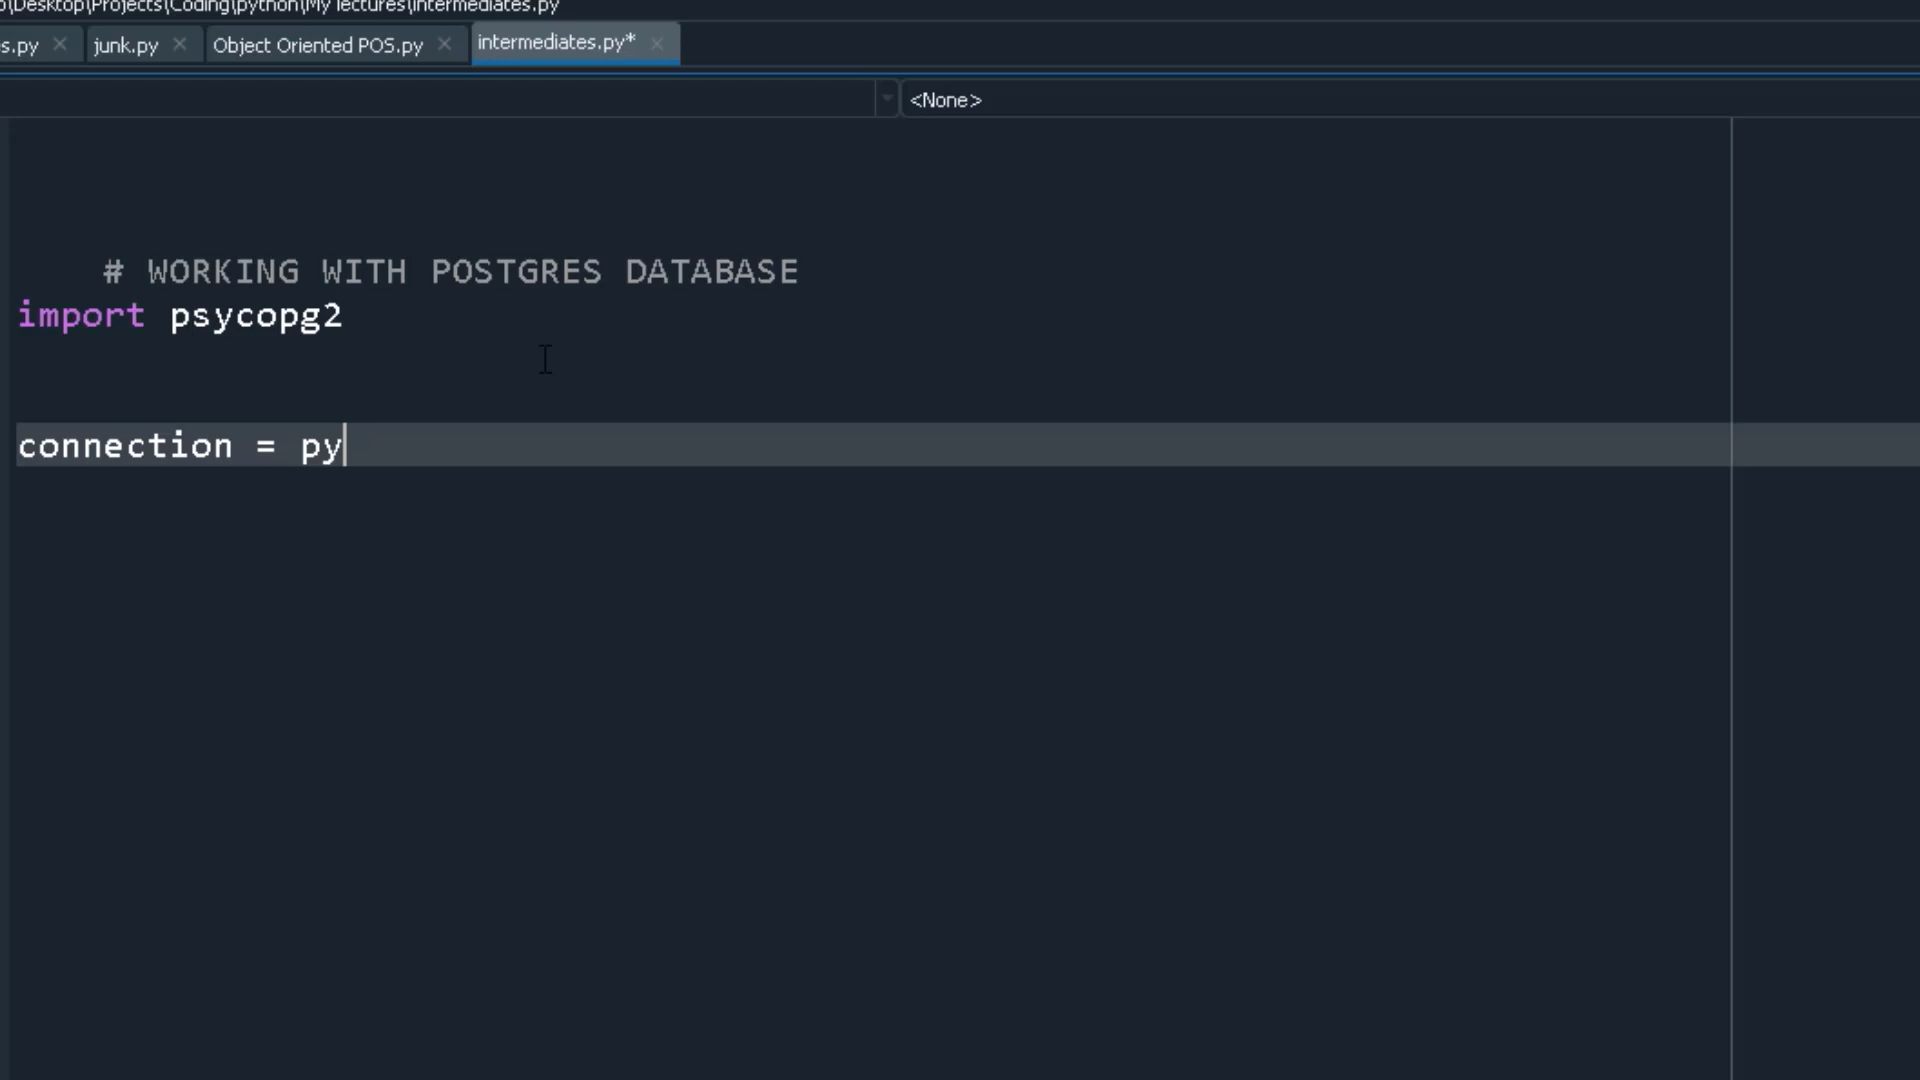 \Desktop\Projects\Coding\python\My lectures\intermediates.py
s.py junk.py Object Oriented POS.py intermediates.py*
<None>
# WORKING WITH POSTGRES DATABASE
import psycopg2
connection = py